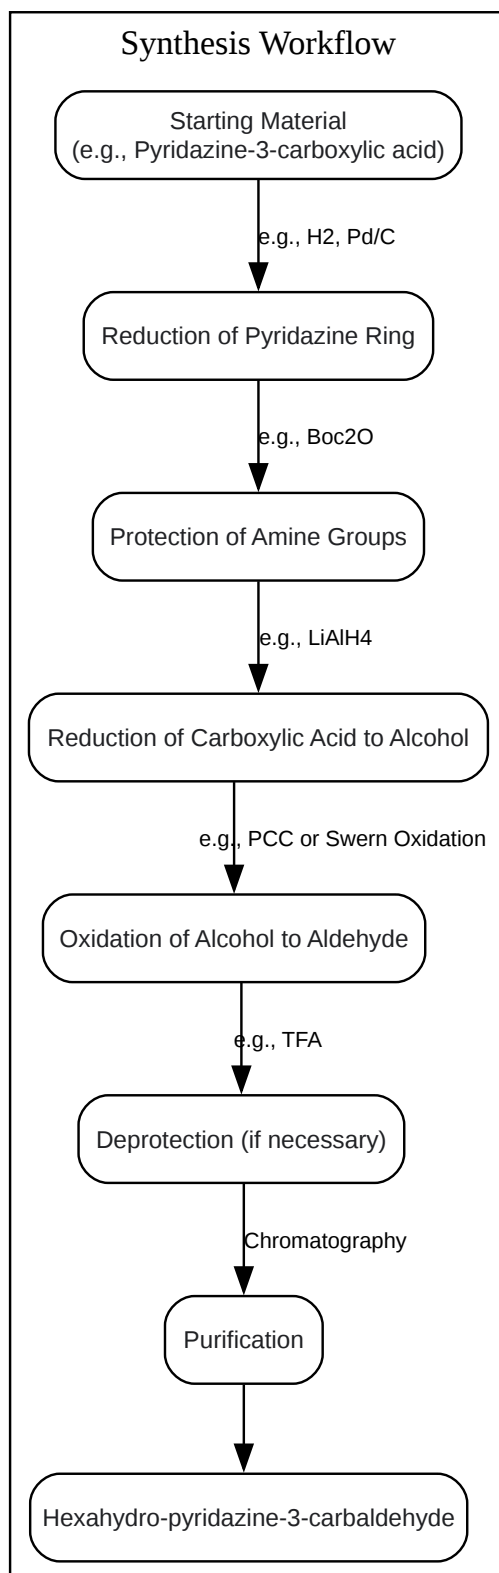 Synthesis Workflow
Starting Material
(e.g., Pyridazine-3-carboxylic acid)
e.g., H2, Pd/C
Reduction of Pyridazine Ring
e.g., Boc2O
Protection of Amine Groups
e.g., LiAlH4
Reduction of Carboxylic Acid to Alcohol
e.g., PCC or Swern Oxidation
Oxidation of Alcohol to Aldehyde
e.g., TFA
Deprotection (if necessary)
Chromatography
Purification
Hexahydro-pyridazine-3-carbaldehyde